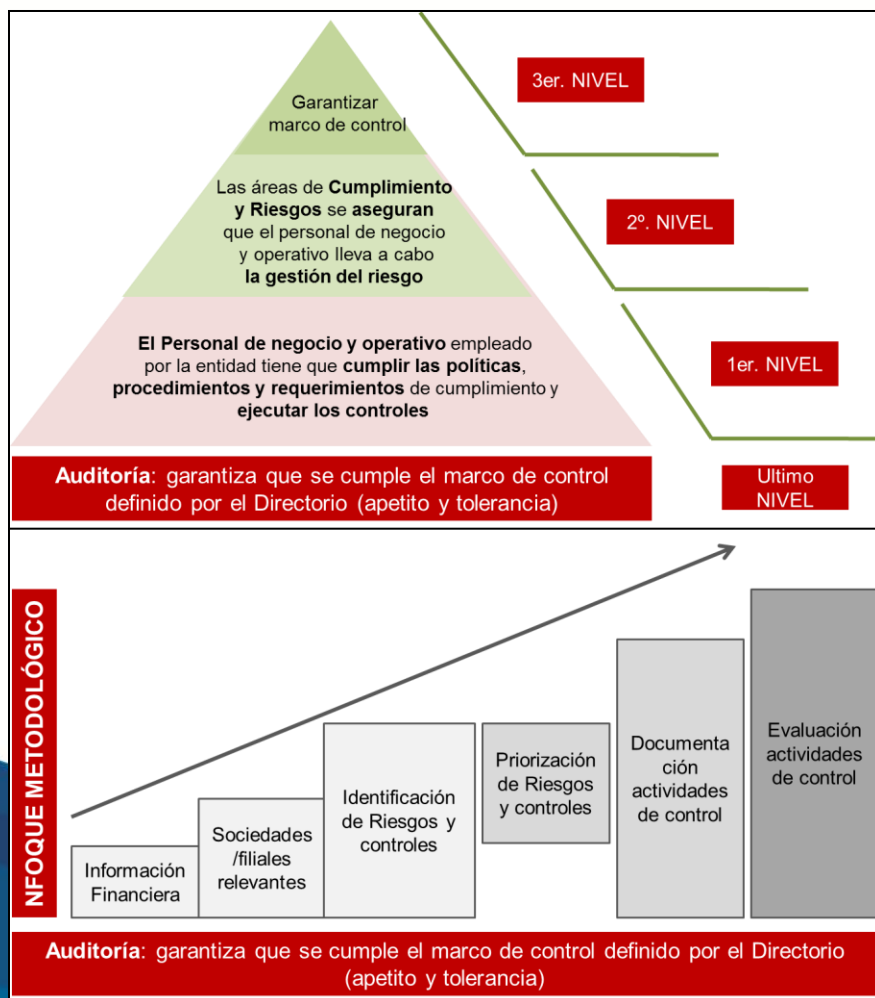 Garantizar
marco de control
3er. NIVEL
Las áreas de Cumplimiento
y Riesgos se aseguran
que el personal de negocio
y operativo lleva a cabo
la gestión del riesgo
2º. NIVEL
El Personal de negocio y operativo empleado
por la entidad tiene que cumplir las políticas,
procedimientos y requerimientos de cumplimiento y
ejecutar los controles
1er. NIVEL
Auditoría: garantiza que se cumple el marco de control
definido por el Directorio (apetito y tolerancia)
Ultimo
NIVEL
NFOQUE METODOLÓGICO
Información
Financiera
Sociedades
/filiales
relevantes
Identificación
de Riesgos y
controles
Priorización
de Riesgos
y controles
Documenta
ción
actividades
de control
Evaluación
actividades
de control
Auditoría: garantiza que se cumple el marco de control definido por el Directorio
(apetito y tolerancia)